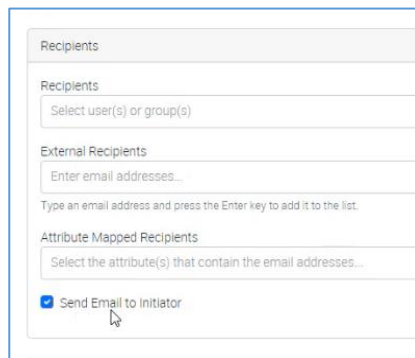 Recipients
Recipients
Select user(s) or group(s)
External Recipients
Enter email addresses...
Type an email address and press the Enter key to add it to the list.
Attribute Mapped Recipients
Select the attribute(s) that contain the email addresses...
Send Email to Initiator